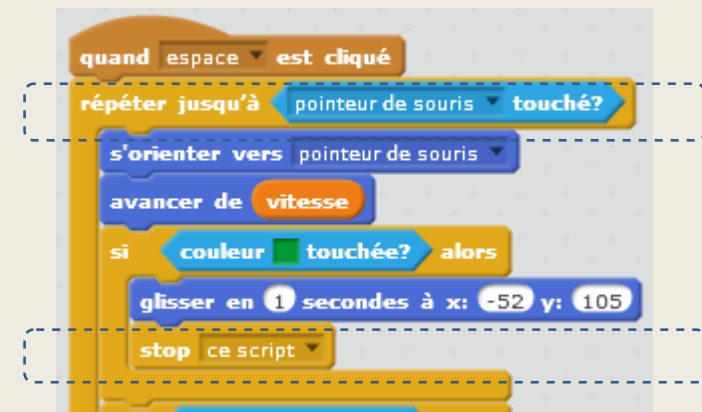 quand espace est cliqué
répéter jusqu'à pointeur de souris touché?
s'orienter vers pointeur de souris
avancer de vitesse
si couleur touchée? alors
glisser en 1 secondes à x: -52 y: 105
stop ce script